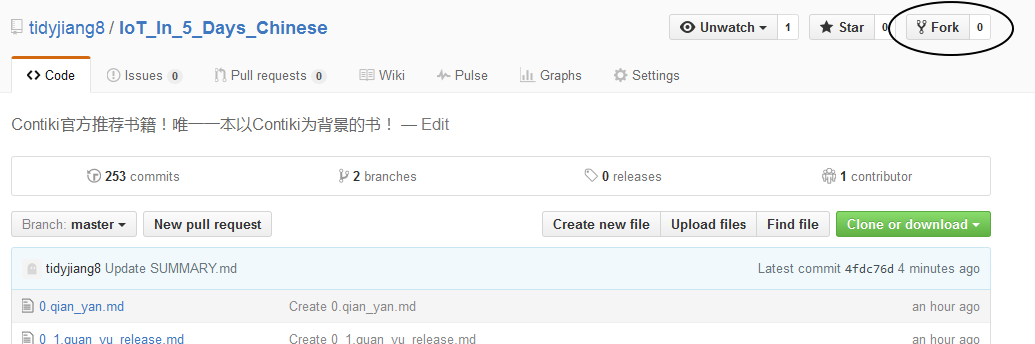 tidyjiang8 / IoT_In_5_Days_Chinese Unwatch 1 Star 0 Fork 0
Code Issues 0 Pull requests 0 Wiki Pulse Graphs Settings
Contiki官方推荐书籍！唯一一本以Contiki为背景的书！ — Edit
253 commits 2 branches 0 releases 1 contributor
Branch: master New pull request Create new file Upload files Find file Clone or download
tidyjiang8 Update SUMMARY.md Latest commit 4fdc76d 4 minutes ago
0.qian_yan.md Create 0.qian_yan.md an hour ago
0_1.quan_yu_release.md Create 0_1.quan_yu_release.md an hour ago